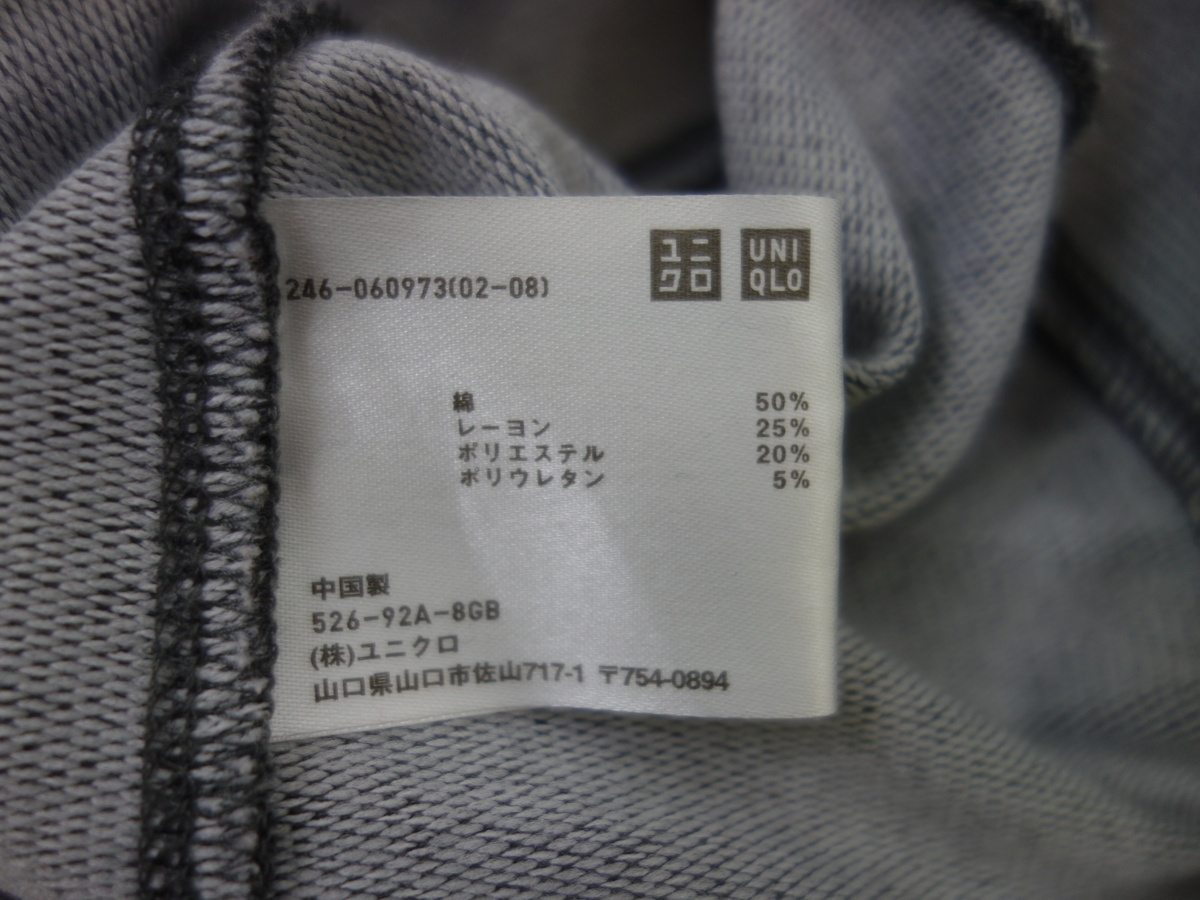 ユニクロ
UNIQLO
246-060973(02-08)
綿 50%
レーヨン 25%
ポリエステル 20%
ポリウレタン 5%
中国製
526-92A-8GB
(株)ユニクロ
山口県山口市佐山717-1 〒754-0894